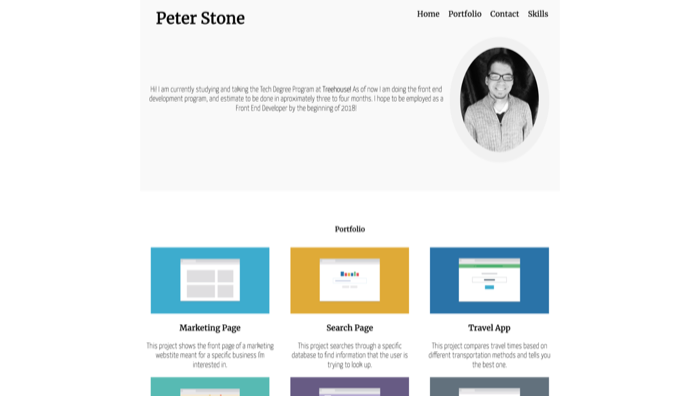 Peter Stone
Home Portfolio Contact Skills
Hi! I am currently studying and taking the Tech Degree Program at Treehouse! As of now I am doing the front end
development program, and estimate to be done in aproximately three to four months. I hope to be employed as a
Front End Developer by the beginning of 2018!
Portfolio
Marketing Page
Search Page
Travel App
This project shows the front page of a marketing
webstite meant for a specific business I'm
interested in.
This project searches through a specific
database to find information that the user is
trying to look up.
This project compares travel times based on
different transportation methods and tells you
the best one.